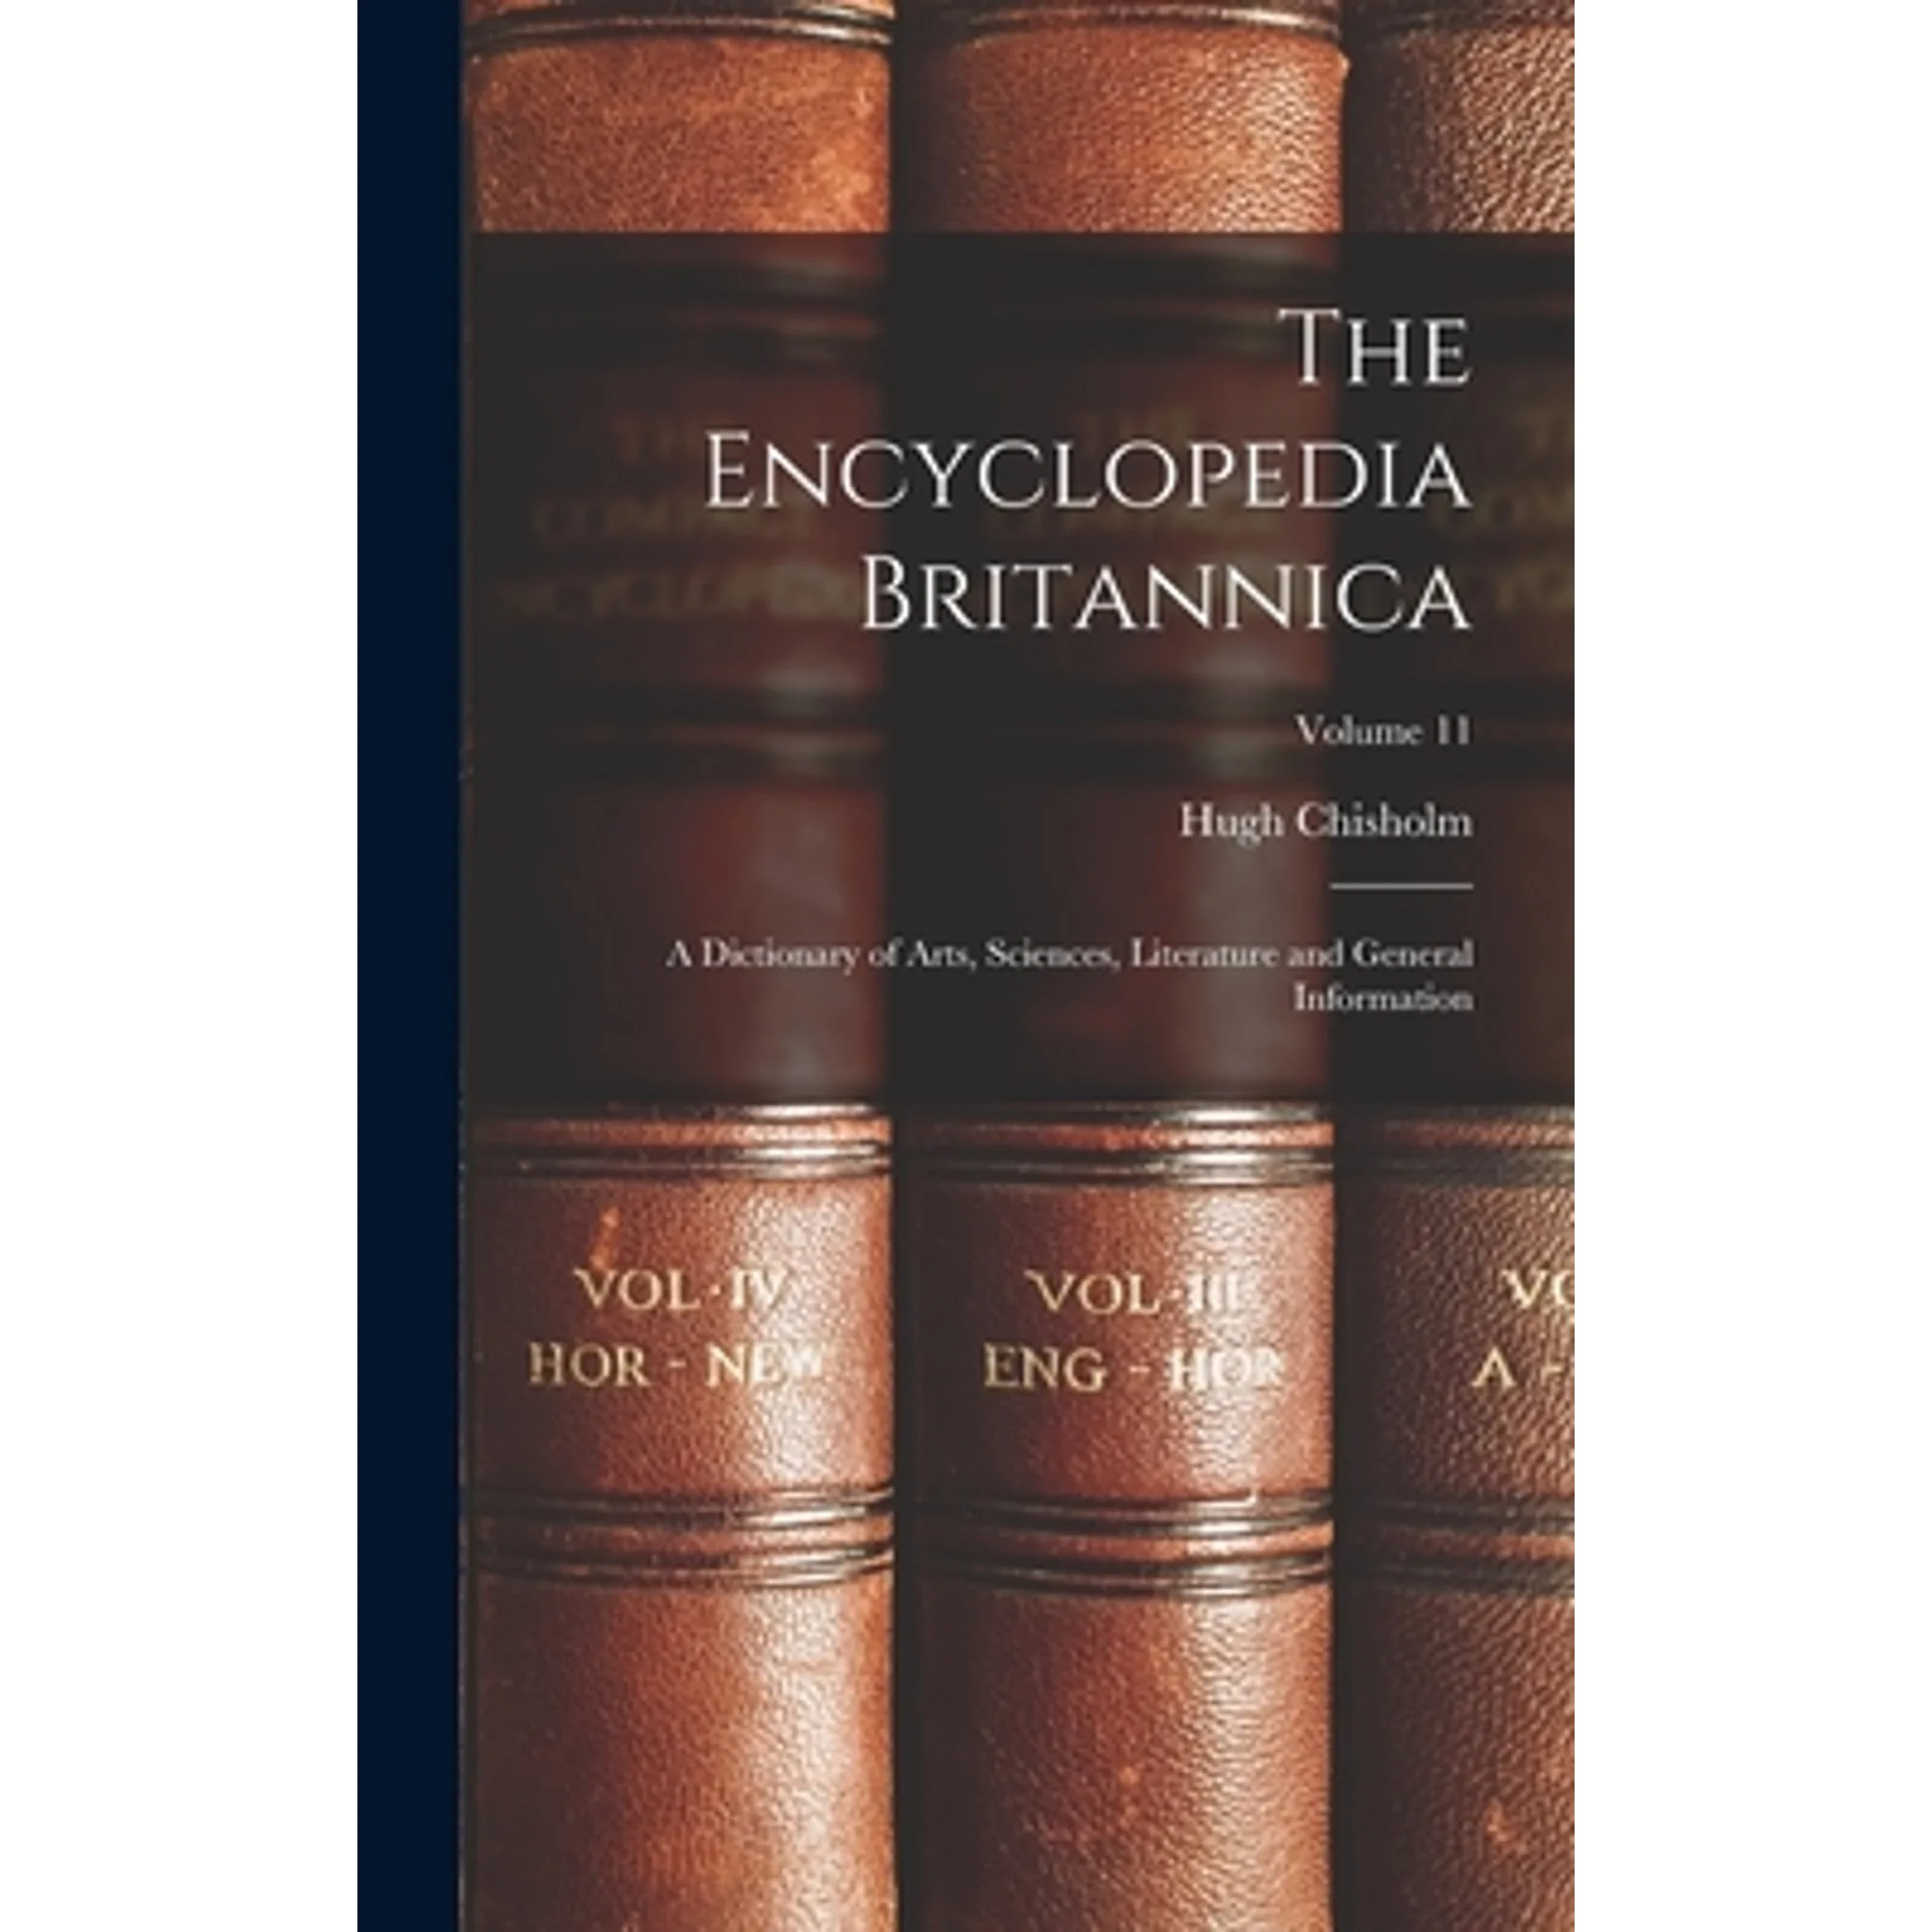 THE
ENCYCLOPEDIA
BRITANNICA
Volume 11
Hugh Chisholm
A Dictionary of Arts, Sciences, Literature and General
Information
VOL·IV
HOR - NEW
VOL·III
ENG - HOR
A -